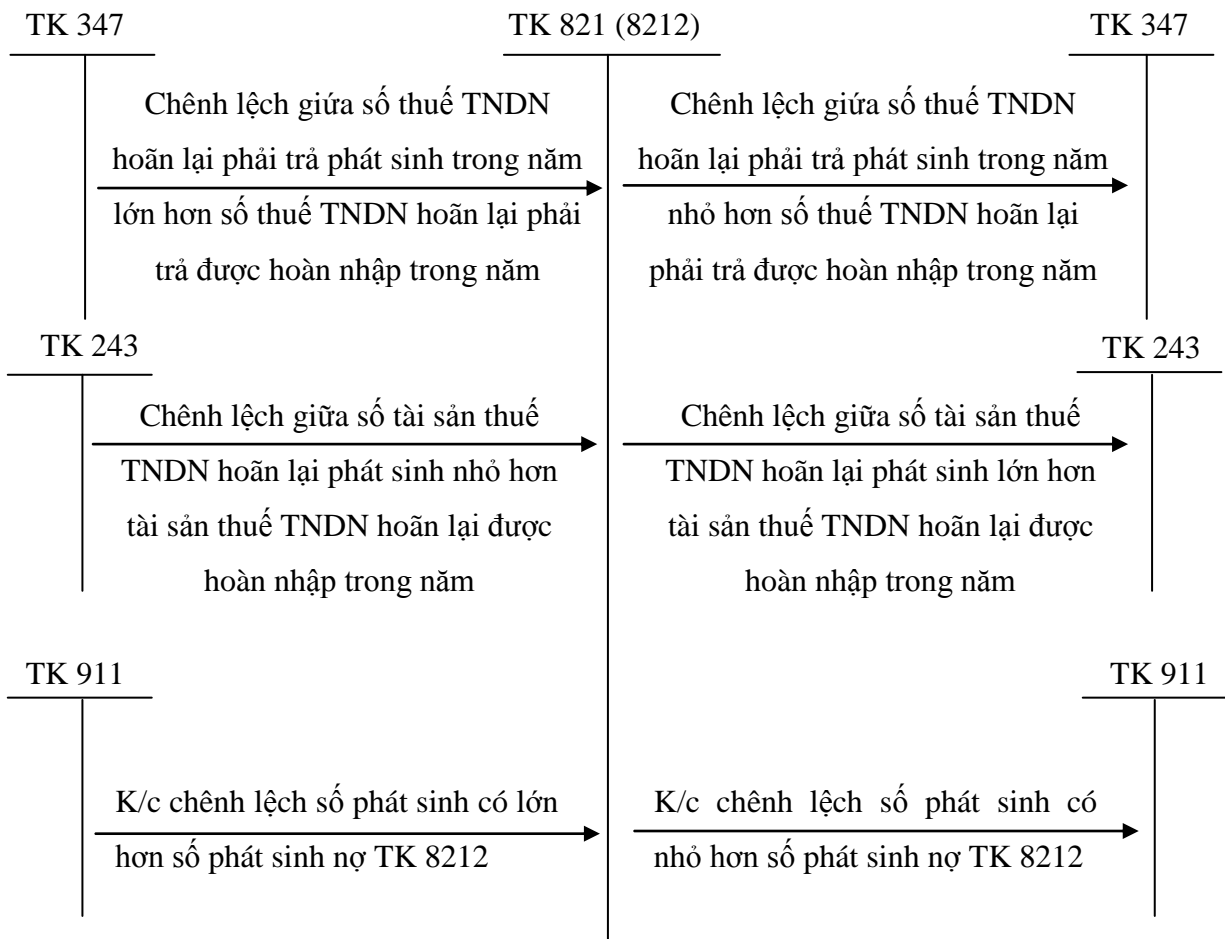 TK 347
TK 821 (8212)
TK 347
Chênh lệch giứa số thuế TNDN
hoãn lại phải trả phát sinh trong năm
lớn hơn số thuế TNDN hoãn lại phải
trả được hoàn nhập trong năm
Chênh lệch giứa số thuế TNDN
hoãn lại phải trả phát sinh trong năm
nhỏ hơn số thuế TNDN hoãn lại
phải trả được hoàn nhập trong năm
TK 243
TK 243
Chênh lệch giữa số tài sản thuế
TNDN hoãn lại phát sinh nhỏ hơn
tài sản thuế TNDN hoãn lại được
hoàn nhập trong năm
Chênh lệch giữa số tài sản thuế
TNDN hoãn lại phát sinh lớn hơn
tài sản thuế TNDN hoãn lại được
hoàn nhập trong năm
TK 911
TK 911
K/c chênh lệch số phát sinh có lớn
hơn số phát sinh nợ TK 8212
K/c chênh lệch số phát sinh có
nhỏ hơn số phát sinh nợ TK 8212